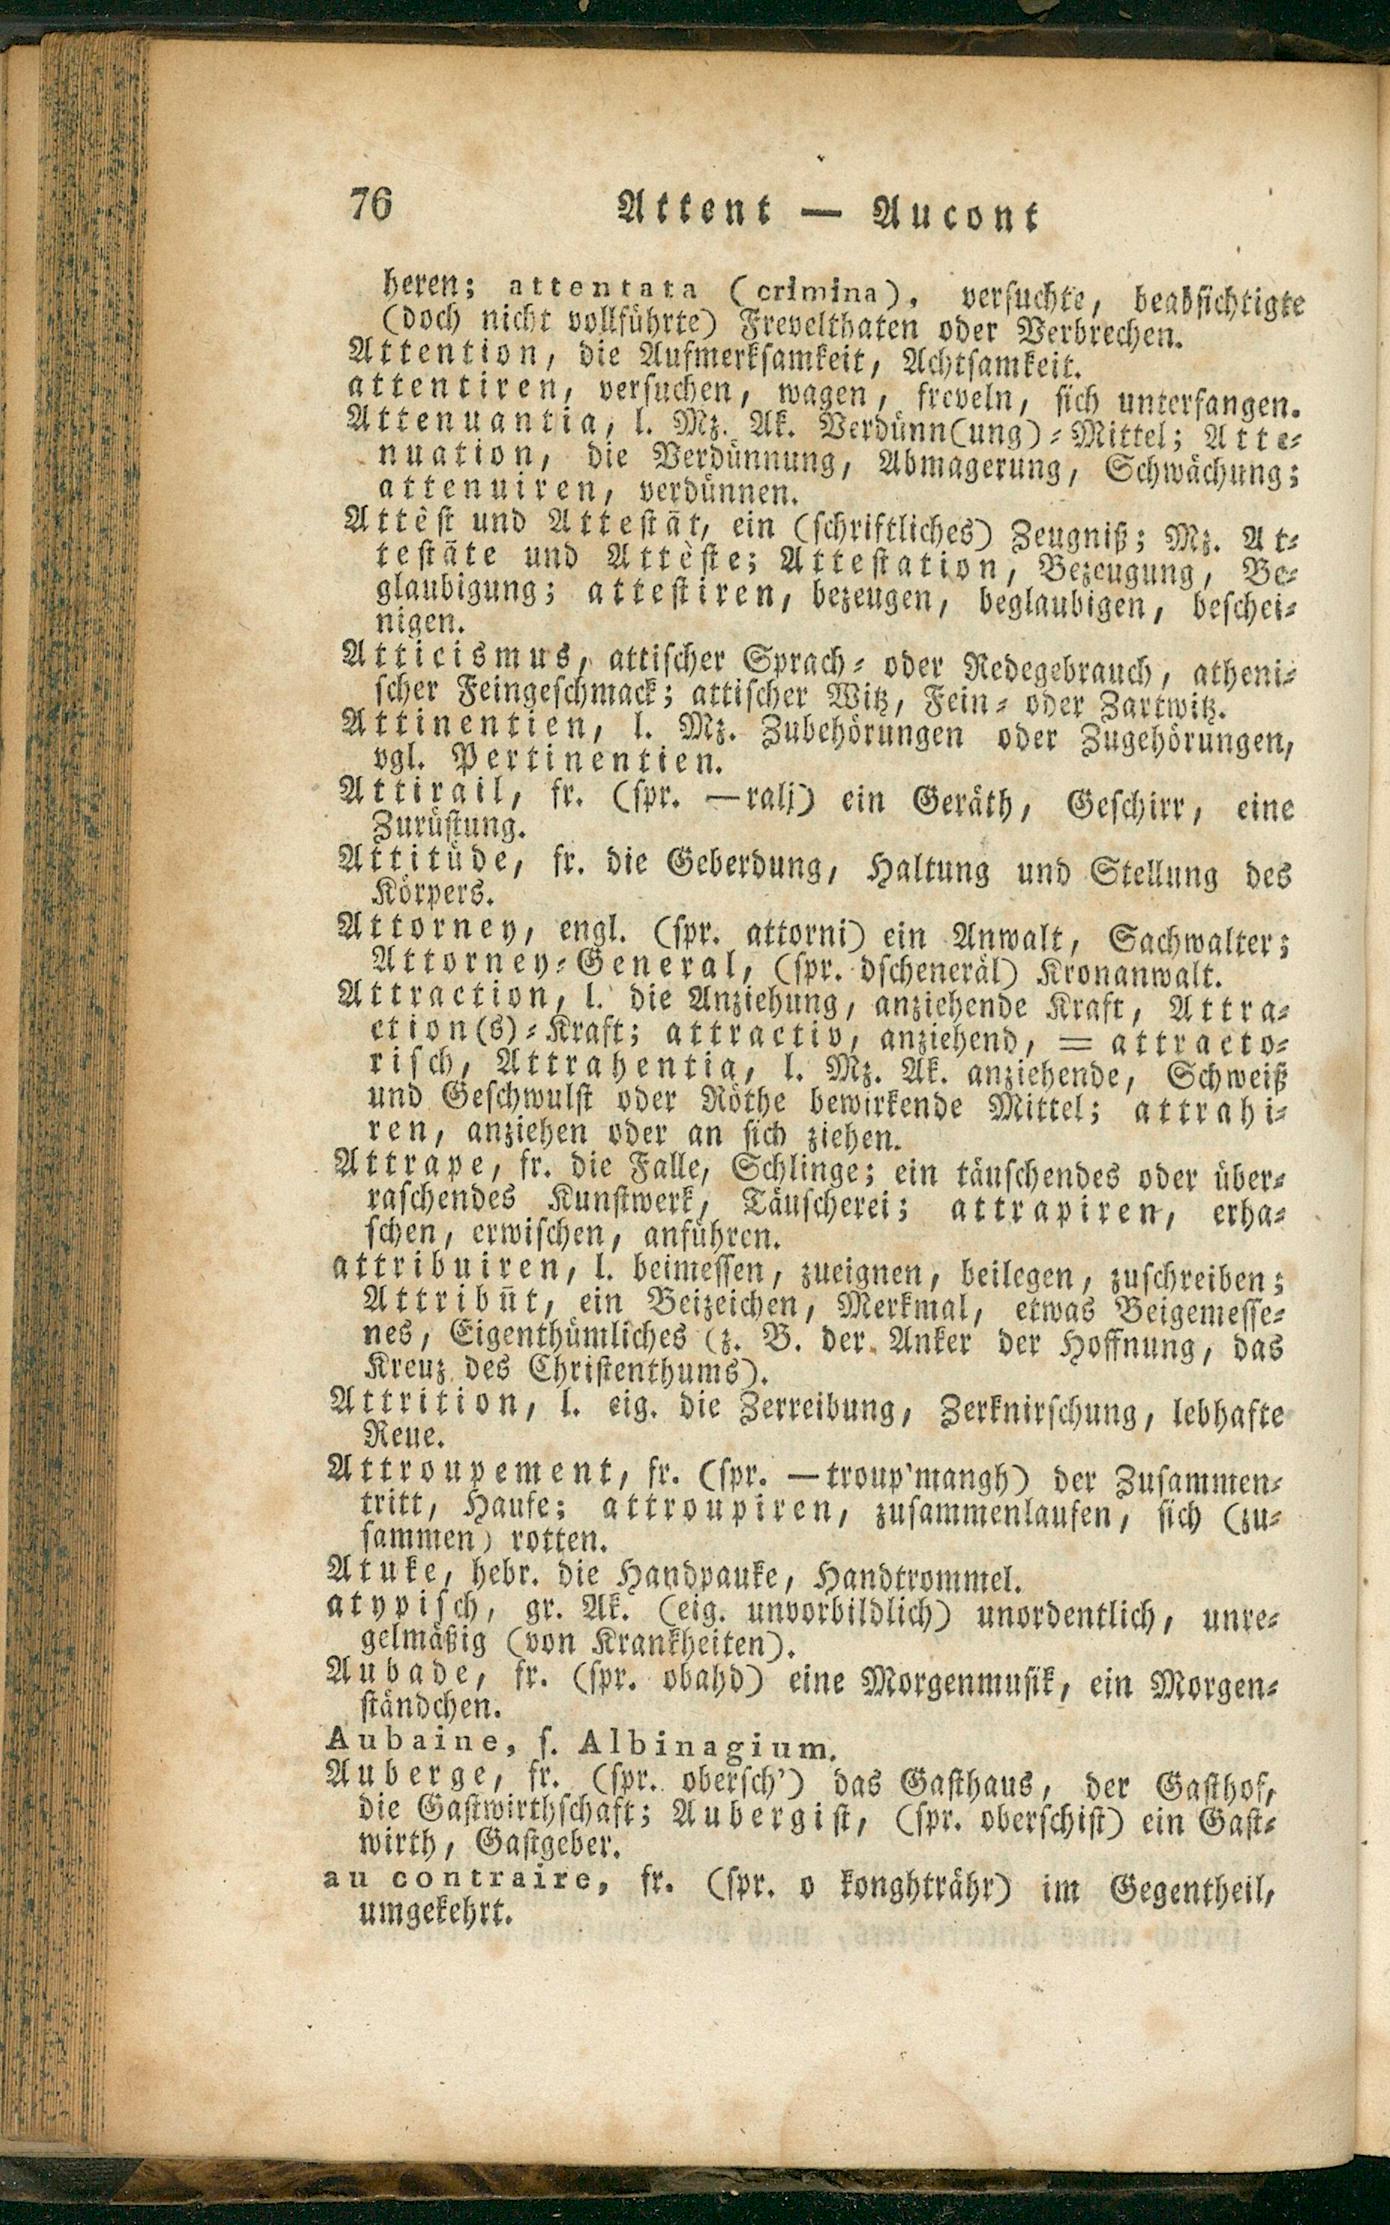 76 Attent — Aucont
heren; attentata (crimina), versuchte, beabsichtigte
(doch nicht vollführte) Frevelthaten oder Verbrechen.
Attention, die Aufmerksamkeit, Achtsamkeit.
attentiren, versuchen, wagen, freveln, sich unterfangen.
Attenuantia, l. Mz. Ak. Verdünn(ung)-Mittel; Atte-
nuation, die Verdünnung, Abmagerung, Schwächung;
attenuiren, verdünnen.
Attêst und Attestāt, ein (schriftliches) Zeugniß; Mz. At-
testāte und Attêste; Attestation, Bezeugung, Be-
glaubigung; attestiren, bezeugen, beglaubigen, beschei-
nigen.
Atticismus, attischer Sprach- oder Redegebrauch, atheni-
scher Feingeschmack; attischer Witz, Fein- oder Zartwitz.
Attinentien, l. Mz. Zubehörungen oder Zugehörungen,
vgl. Pertinentien.
Attirail, fr. (spr. —ralj) ein Geräth, Geschirr, eine
Zurüstung.
Attitüde, fr. die Geberdung, Haltung und Stellung des
Körpers.
Attorney, engl. (spr. attorni) ein Anwalt, Sachwalter;
Attorney-General, (spr. dscheneräl) Kronanwalt.
Attraction, l. die Anziehung, anziehende Kraft, Attra-
ction(s)-Kraft; attractiv, anziehend, = attracto-
risch, Attrahentia, l. Mz. Ak. anziehende, Schweiß
und Geschwulst oder Röthe bewirkende Mittel; attrahi-
ren, anziehen oder an sich ziehen.
Attrape, fr. die Falle, Schlinge; ein täuschendes oder über-
raschendes Kunstwerk, Täuscherei; attrapiren, erha-
schen, erwischen, anführen.
attribuiren, l. beimessen, zueignen, beilegen, zuschreiben;
Attribūt, ein Beizeichen, Merkmal, etwas Beigemesse-
nes, Eigenthümliches (z. B. der Anker der Hoffnung, das
Kreuz des Christenthums).
Attrition, l. eig. die Zerreibung, Zerknirschung, lebhafte
Reue.
Attroupement, fr. (spr. —troup'mangh) der Zusammen-
tritt, Haufe; attroupiren, zusammenlaufen, sich (zu-
sammen) rotten.
Atuke, hebr. die Handpauke, Handtrommel.
atypisch, gr. Ak. (eig. unvorbildlich) unordentlich, unre-
gelmäßig (von Krankheiten).
Aubade, fr. (spr. obahd) eine Morgenmusik, ein Morgen-
ständchen.
Aubaine, s. Albinagium.
Auberge, fr. (spr. obersch') das Gasthaus, der Gasthof,
die Gastwirthschaft; Aubergist, (spr. oberschist) ein Gast-
wirth, Gastgeber.
au contraire, fr. (spr. o konghträhr) im Gegentheil,
umgekehrt.